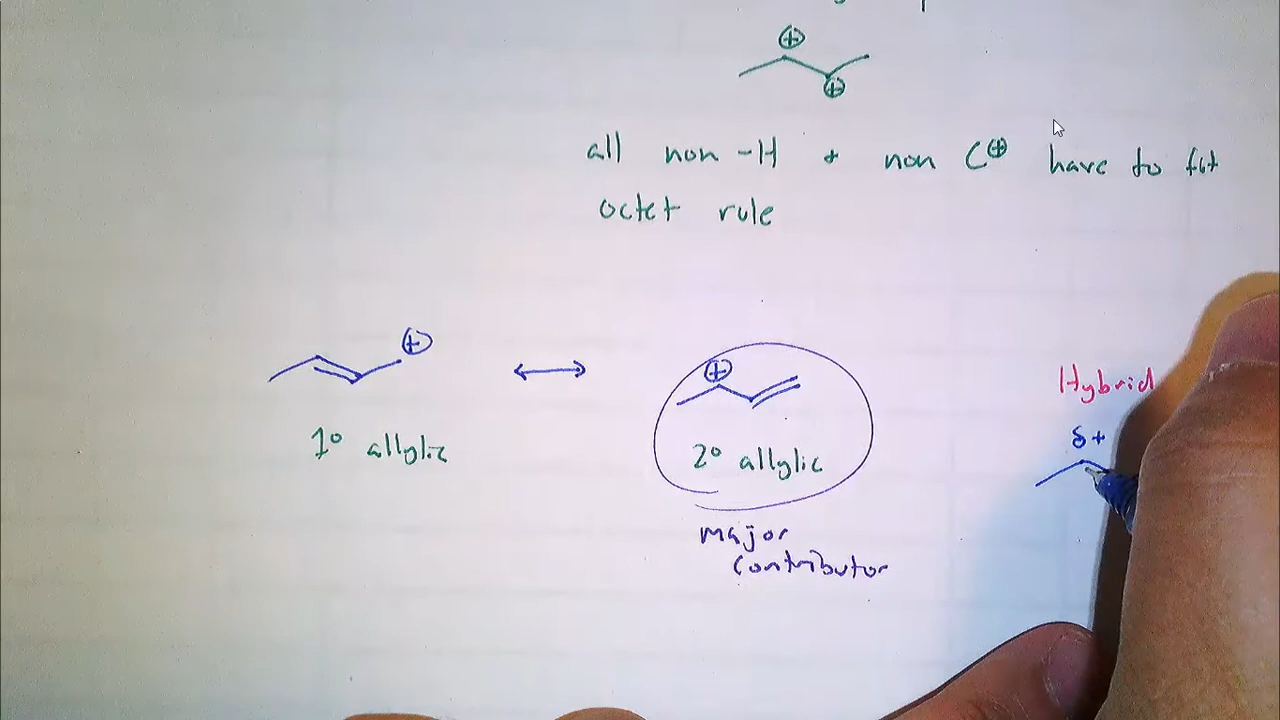 ⊕
⊕
all non-H + non C⊕ have to fit
octet rule
⊕
⊕
Hybrid
δ+
1° allylic
2° allylic
major
contributor